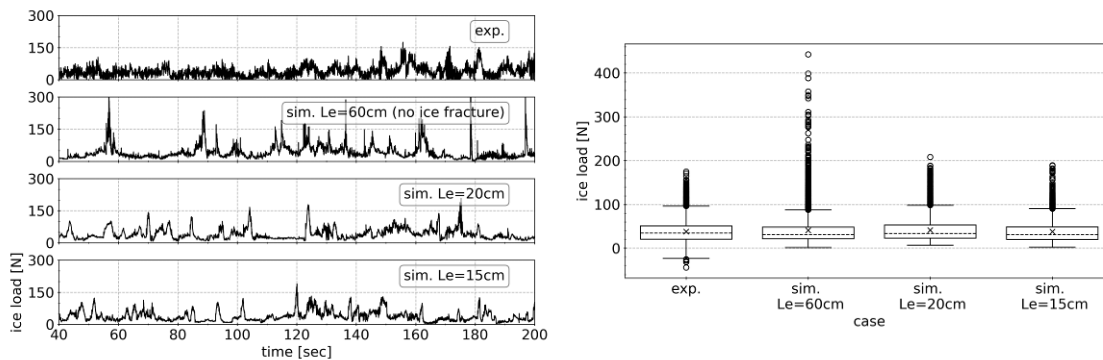 300
150
0
exp.
300
150
0
sim. Le=60cm (no ice fracture)
300
150
0
sim. Le=20cm
300
150
0
sim. Le=15cm
40 60 80 100 120 140 160 180 200
time [sec]
ice load [N]
400
300
200
100
0
ice load [N]
exp. sim. sim. sim.
Le=60cm Le=20cm Le=15cm
case